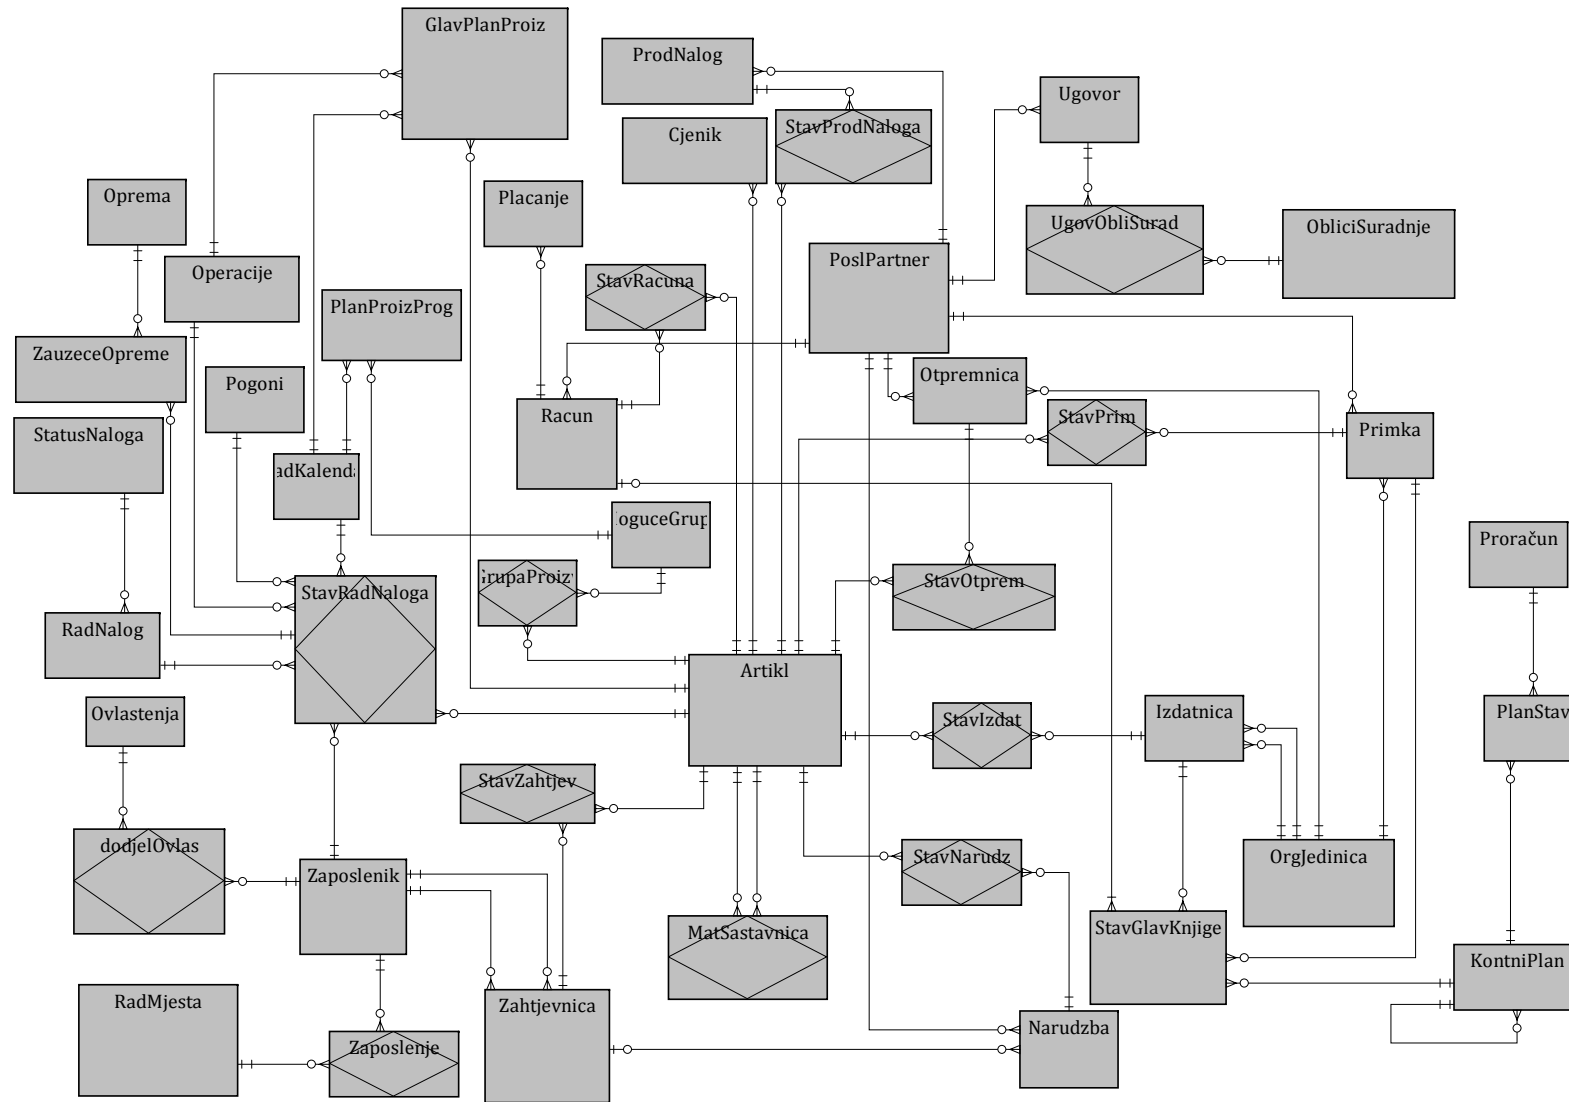 GlavPlanProiz
ProdNalog
Ugovor
StavProdNaloga
Cjenik
Oprema
Placanje
UgovObliSurad
ObliciSuradnje
PoslPartner
Operacije
StavRacuna
PlanProizProg
ZauzeceOpreme
Pogoni
Otpremnica
Racun
StavPrim
StatusNaloga
Primka
adKalenda
oguceGrup
Proračun
StavRadNaloga
GrupaProizv
StavOtprem
RadNalog
Artikl
Ovlastenja
StavIzdat
Izdatnica
PlanStav
StavZahtjev
dodjelOvlas
Zaposlenik
StavNarudz
OrgJedinica
MatSastavnica
StavGlavKnjige
KontniPlan
RadMjesta
Zahtjevnica
Narudzba
Zaposlenje